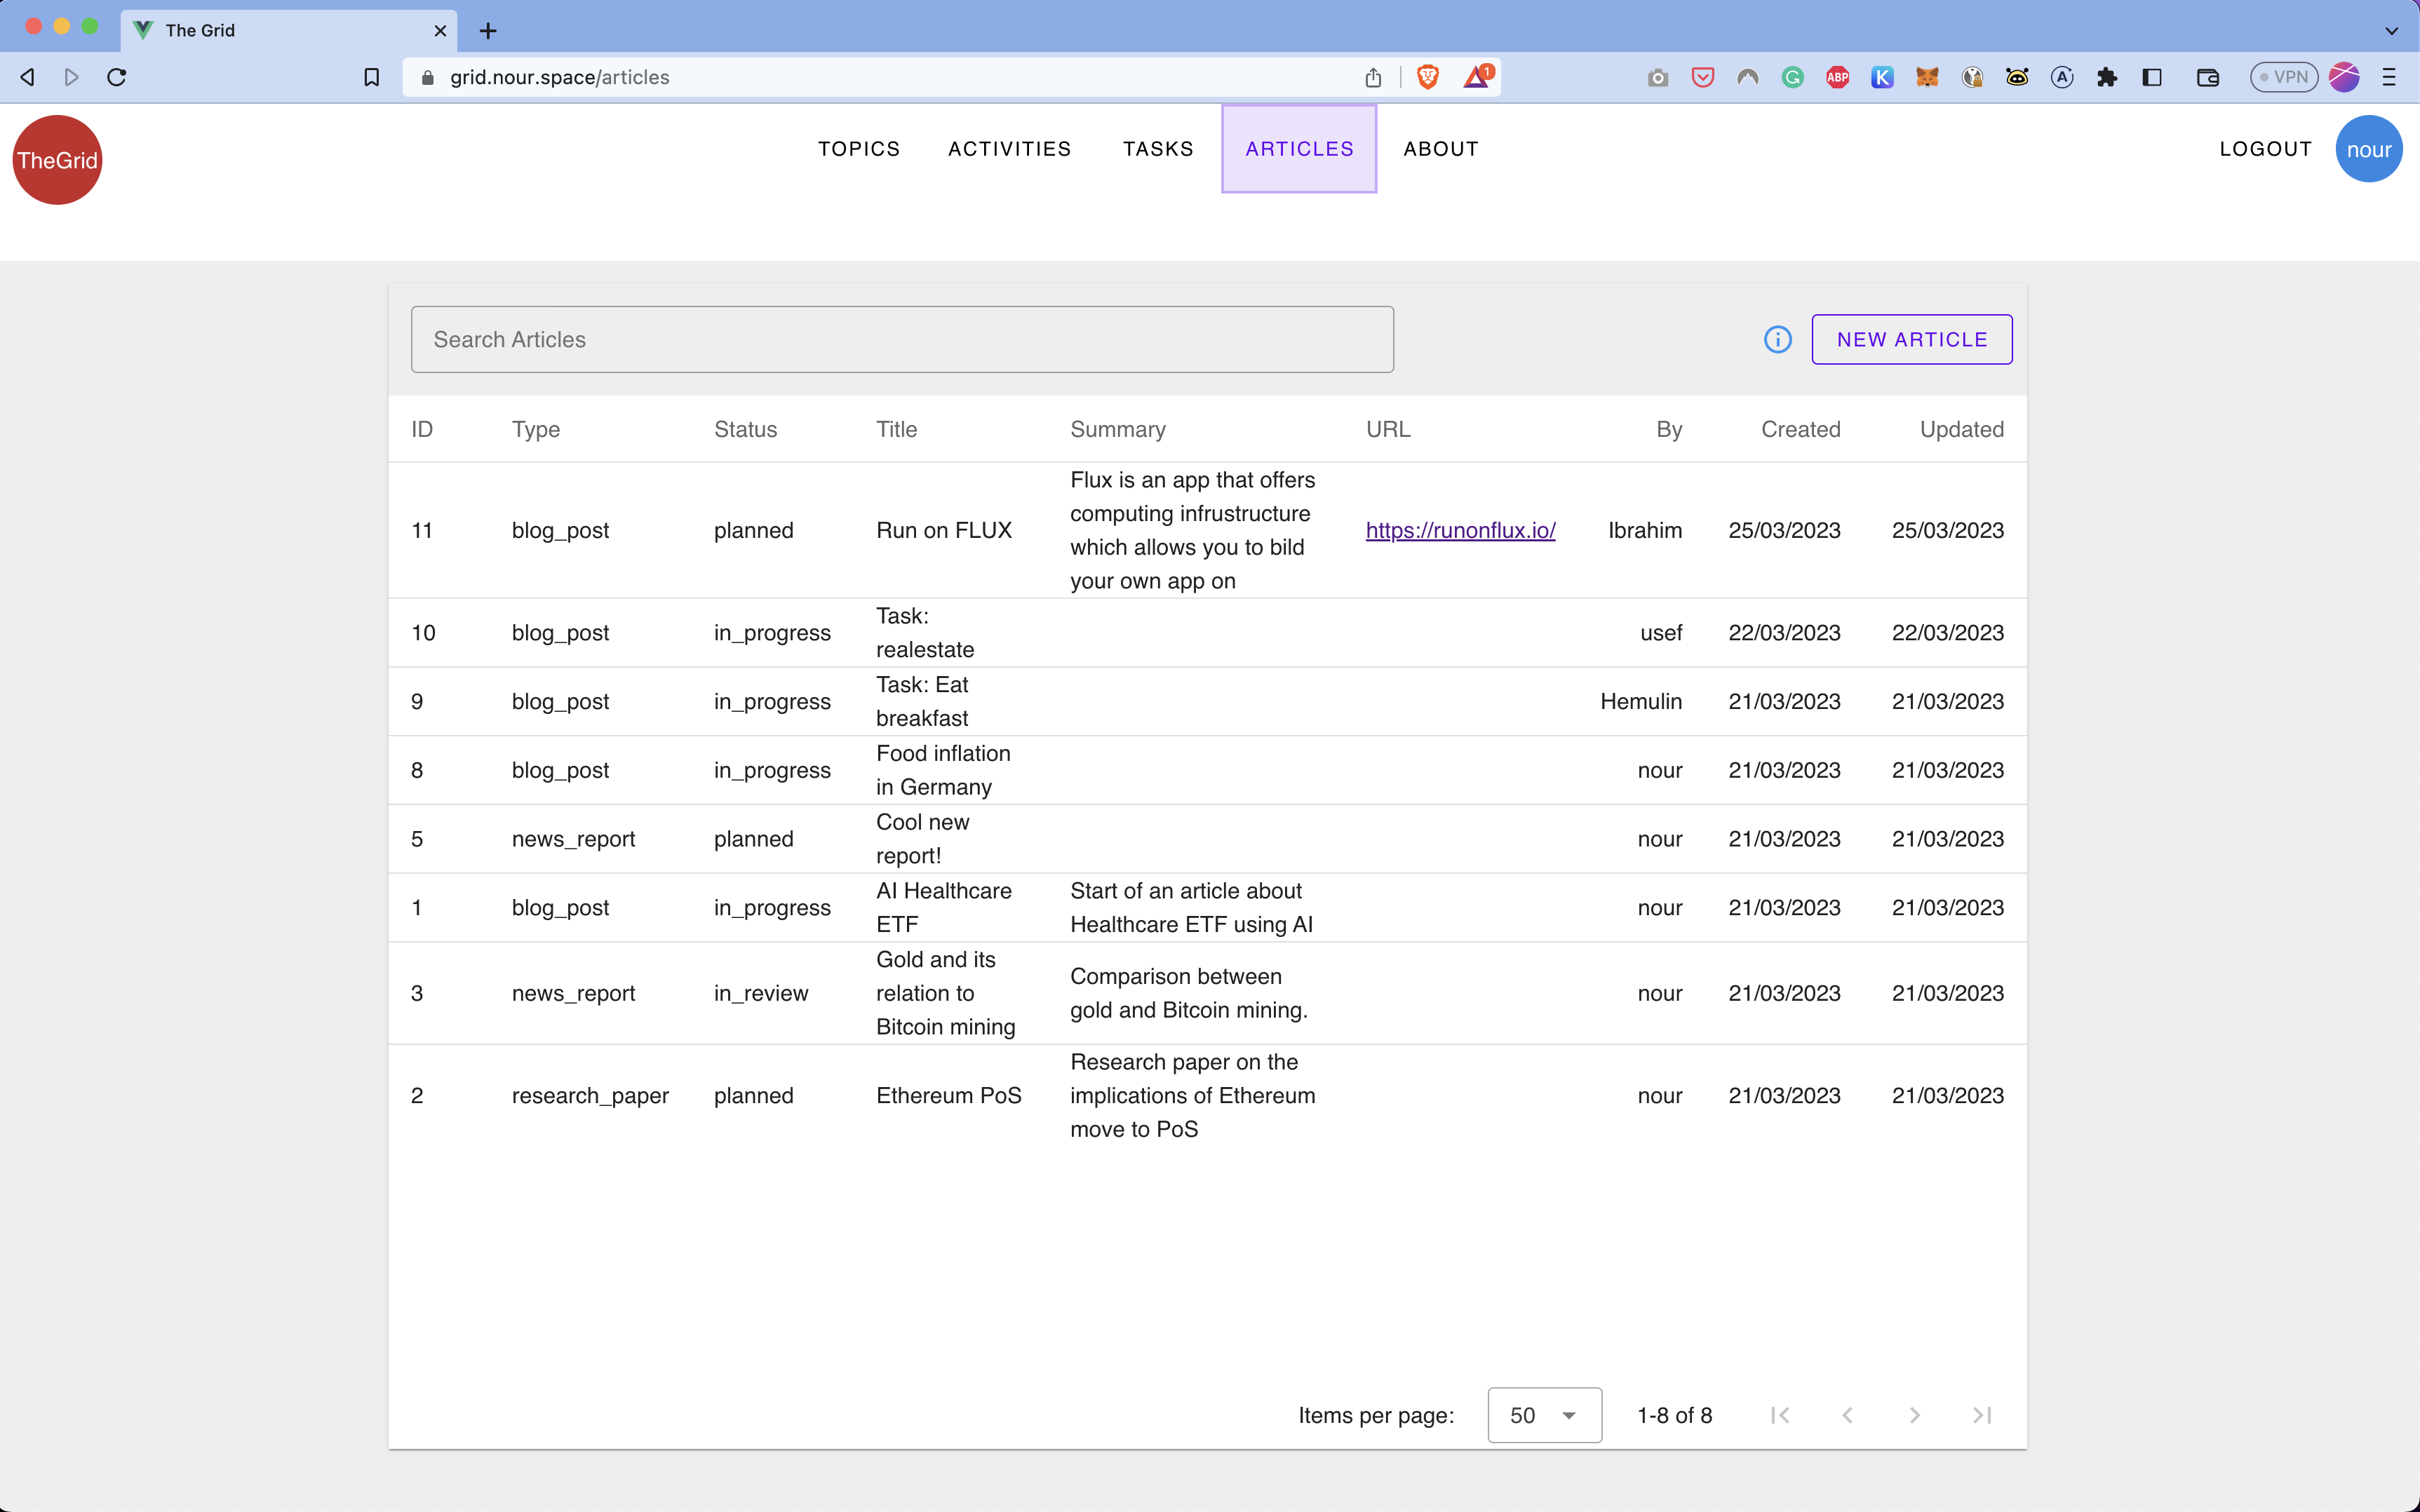 The Grid
grid.nour.space/articles
1
ABP
K
VPN
TheGrid
TOPICS ACTIVITIES TASKS ARTICLES ABOUT
LOGOUT nour
Search Articles
NEW ARTICLE
ID Type Status Title Summary URL By Created Updated
11 blog_post planned Run on FLUX Flux is an app that offers
computing infrustructure
which allows you to bild
your own app on
https://runonflux.io/ Ibrahim 25/03/2023 25/03/2023
10 blog_post in_progress Task:
realestate
usef 22/03/2023 22/03/2023
9 blog_post in_progress Task: Eat
breakfast
Hemulin 21/03/2023 21/03/2023
8 blog_post in_progress Food inflation
in Germany
nour 21/03/2023 21/03/2023
5 news_report planned Cool new
report!
nour 21/03/2023 21/03/2023
1 blog_post in_progress AI Healthcare
ETF
Start of an article about
Healthcare ETF using AI
nour 21/03/2023 21/03/2023
3 news_report in_review Gold and its
relation to
Bitcoin mining
Comparison between
gold and Bitcoin mining.
nour 21/03/2023 21/03/2023
2 research_paper planned Ethereum PoS Research paper on the
implications of Ethereum
move to PoS
nour 21/03/2023 21/03/2023
Items per page: 50 1-8 of 8